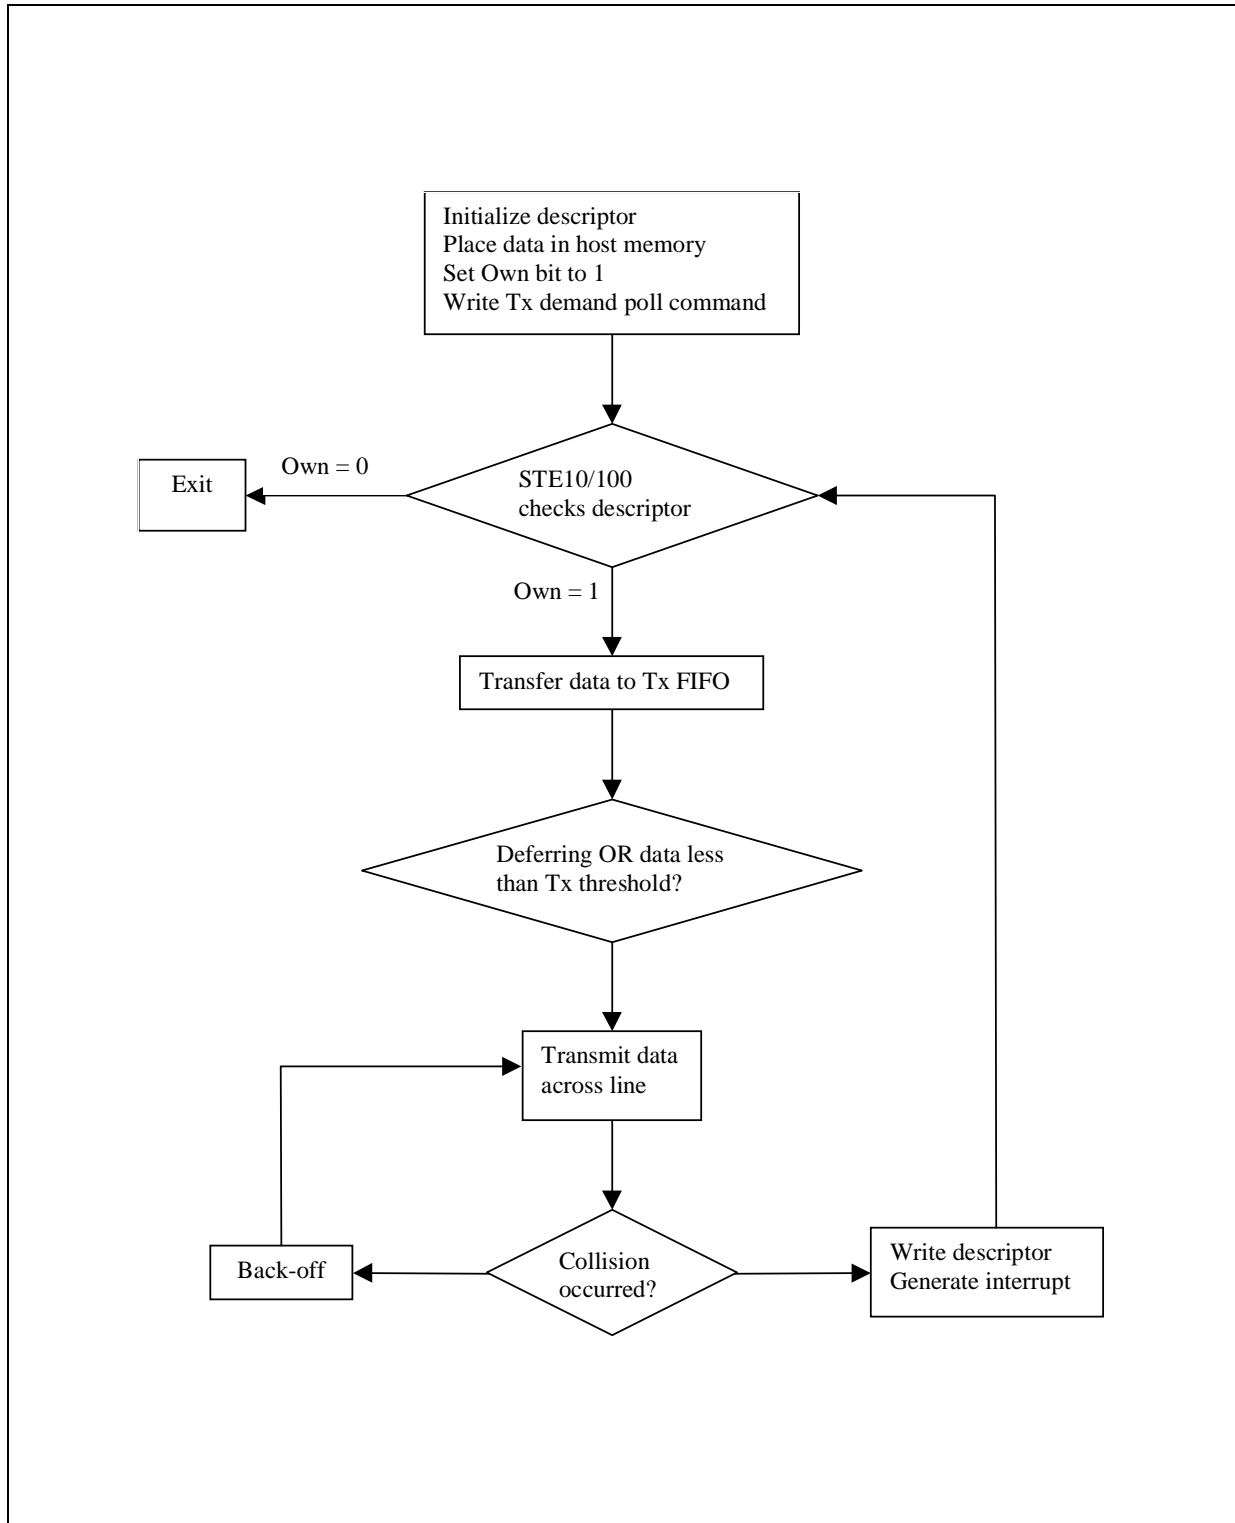 Initialize descriptor
Place data in host memory
Set Own bit to 1
Write Tx demand poll command
Exit
Own = 0
STE10/100
checks descriptor
Own = 1
Transfer data to Tx FIFO
Deferring OR data less
than Tx threshold?
Transmit data
across line
Back-off
Collision
occurred?
Write descriptor
Generate interrupt